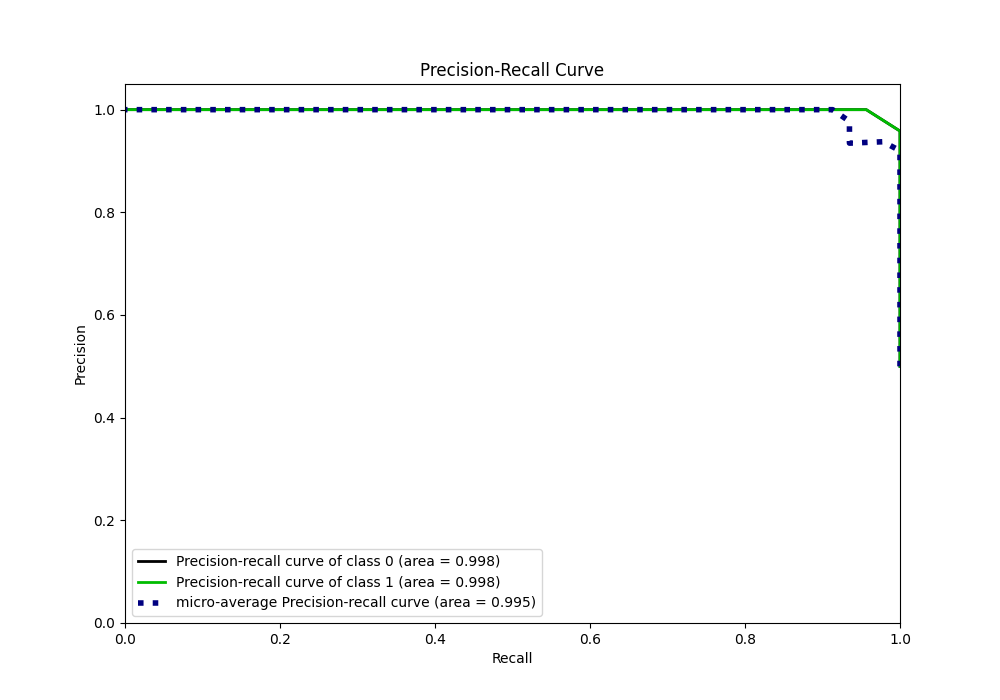 Precision-Recall Curve
1.0
0.8
0.6
0.4
0.2
0.0
Precision
Precision-recall curve of class 0 (area = 0.998)
Precision-recall curve of class 1 (area = 0.998)
micro-average Precision-recall curve (area = 0.995)
0.0 0.2 0.4 0.6 0.8 1.0
Recall